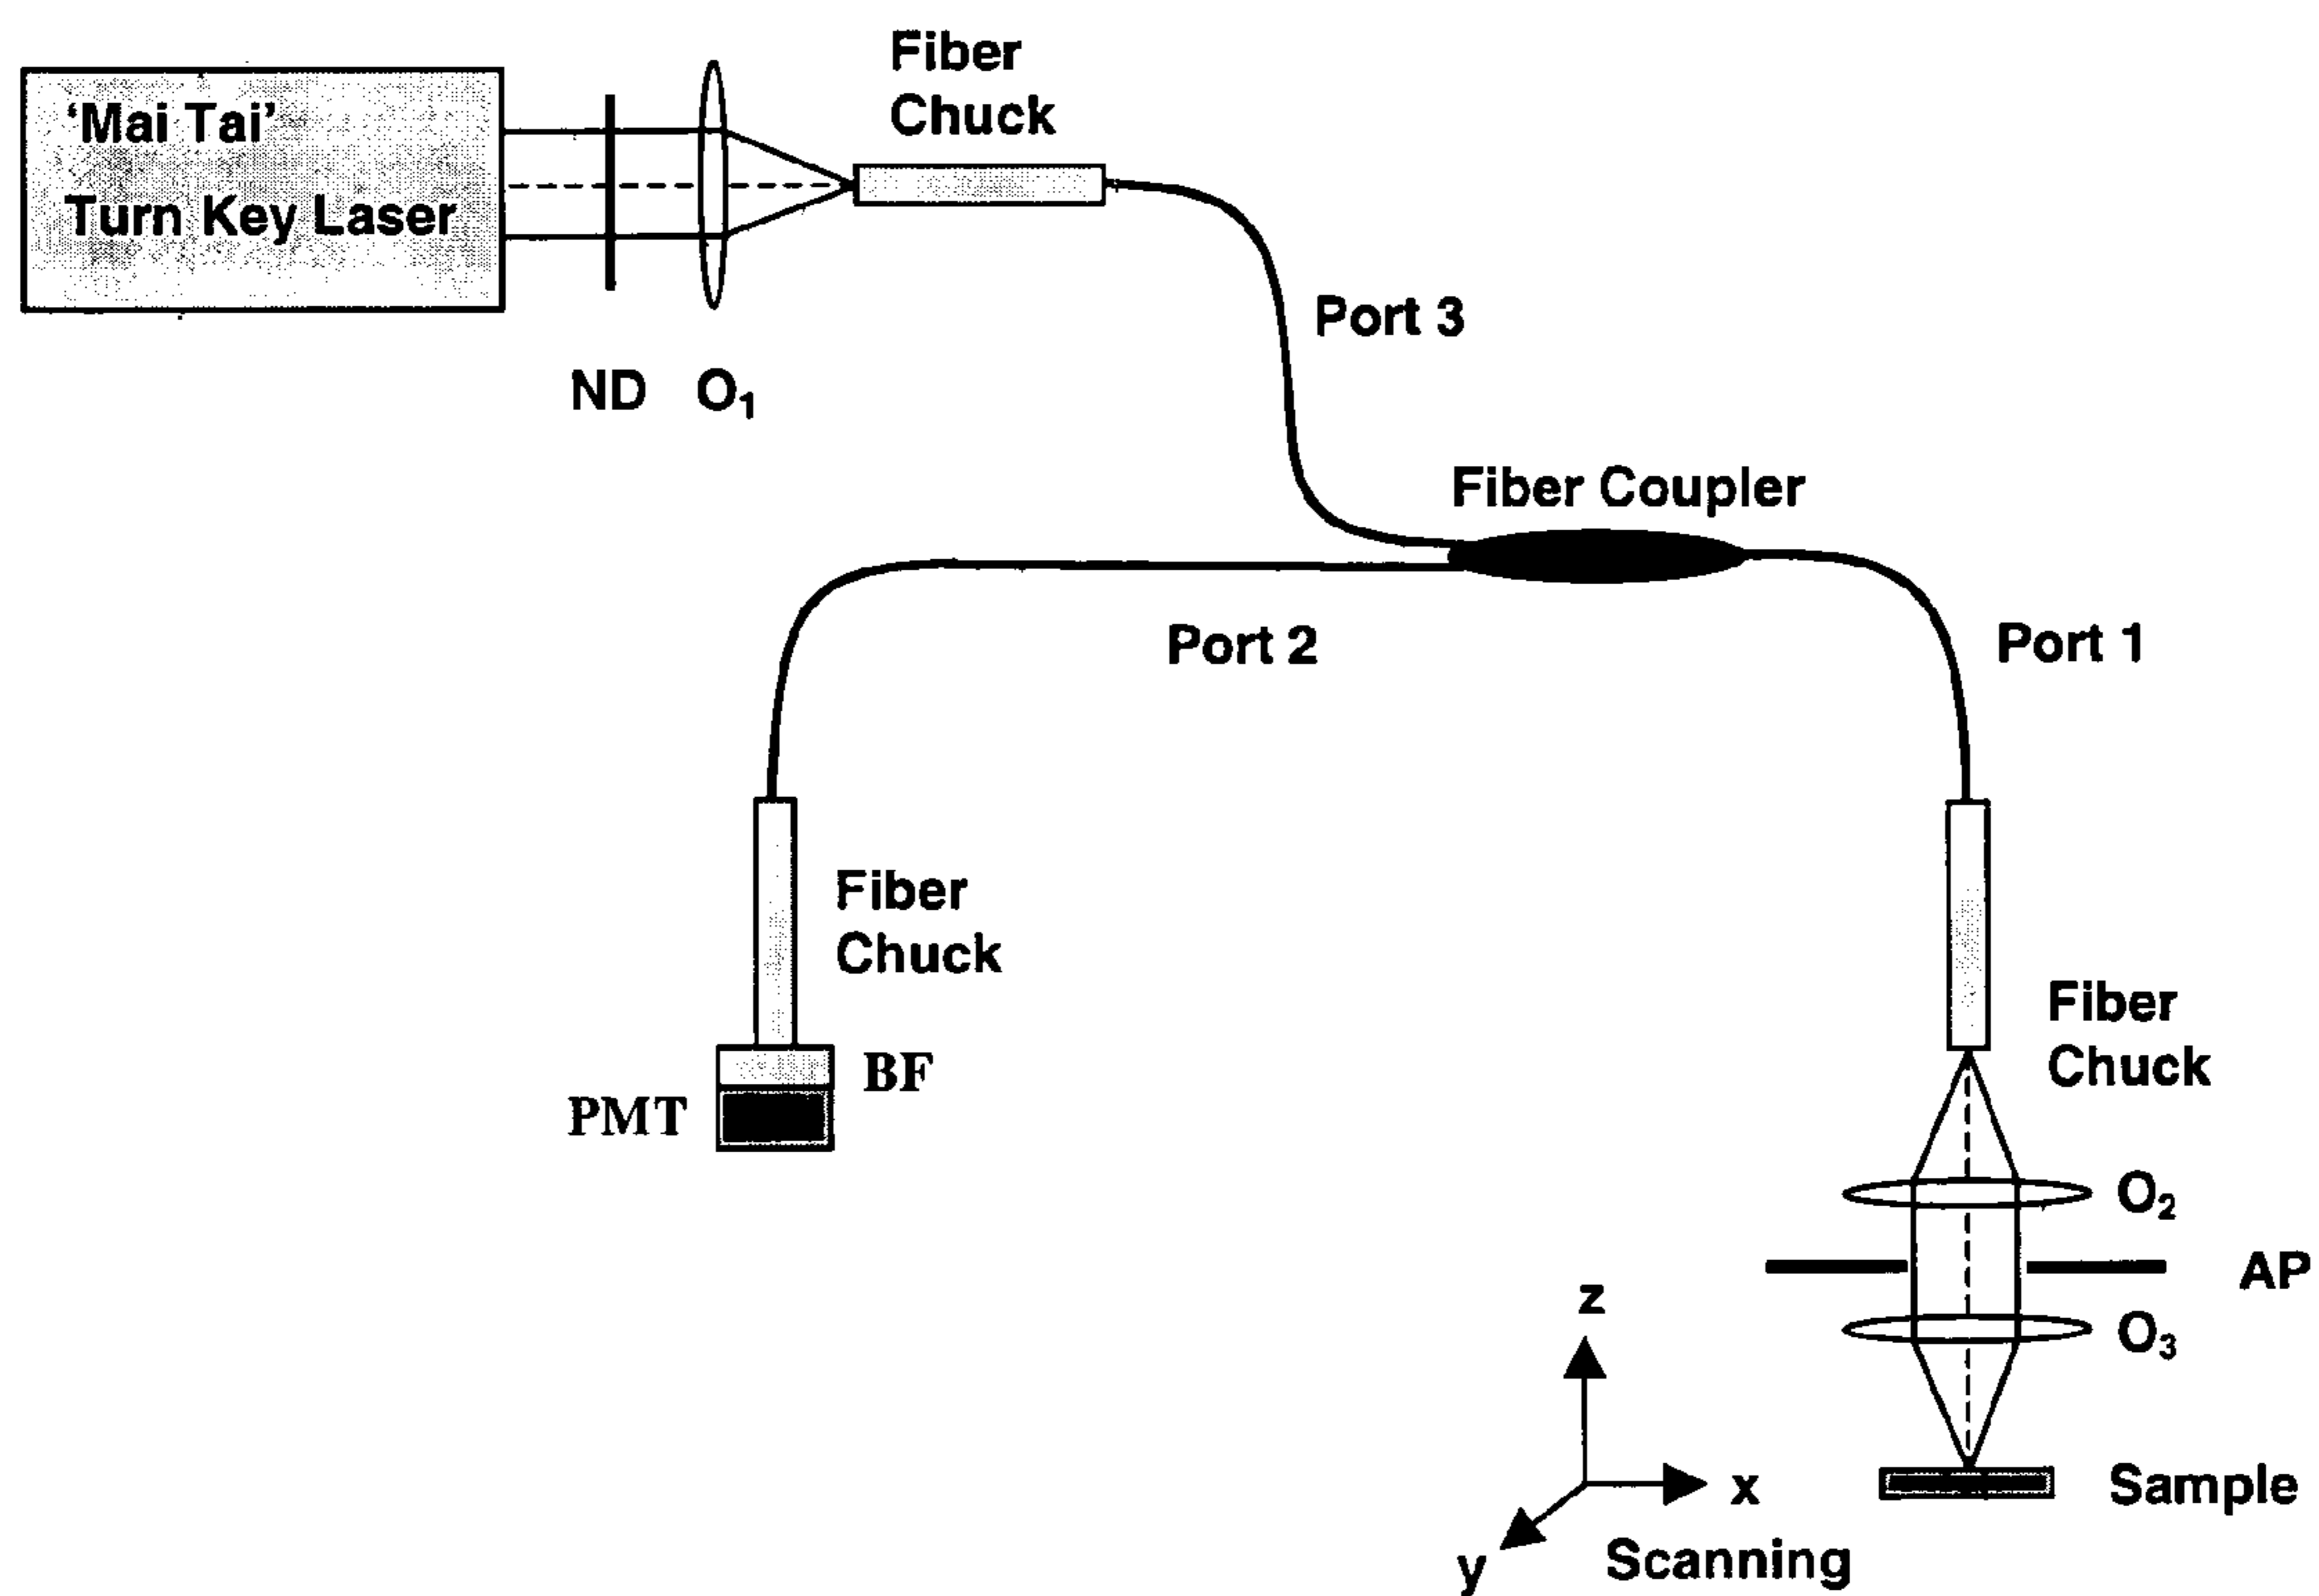 Fiber
Chuck
‘Mai Tai’
Turn Key Laser
Port 3
ND
O₁
Fiber Coupler
Port 2
Port 1
Fiber
Chuck
Fiber
Chuck
BF
PMT
O₂
AP
z
O₃
x
Sample
y
Scanning